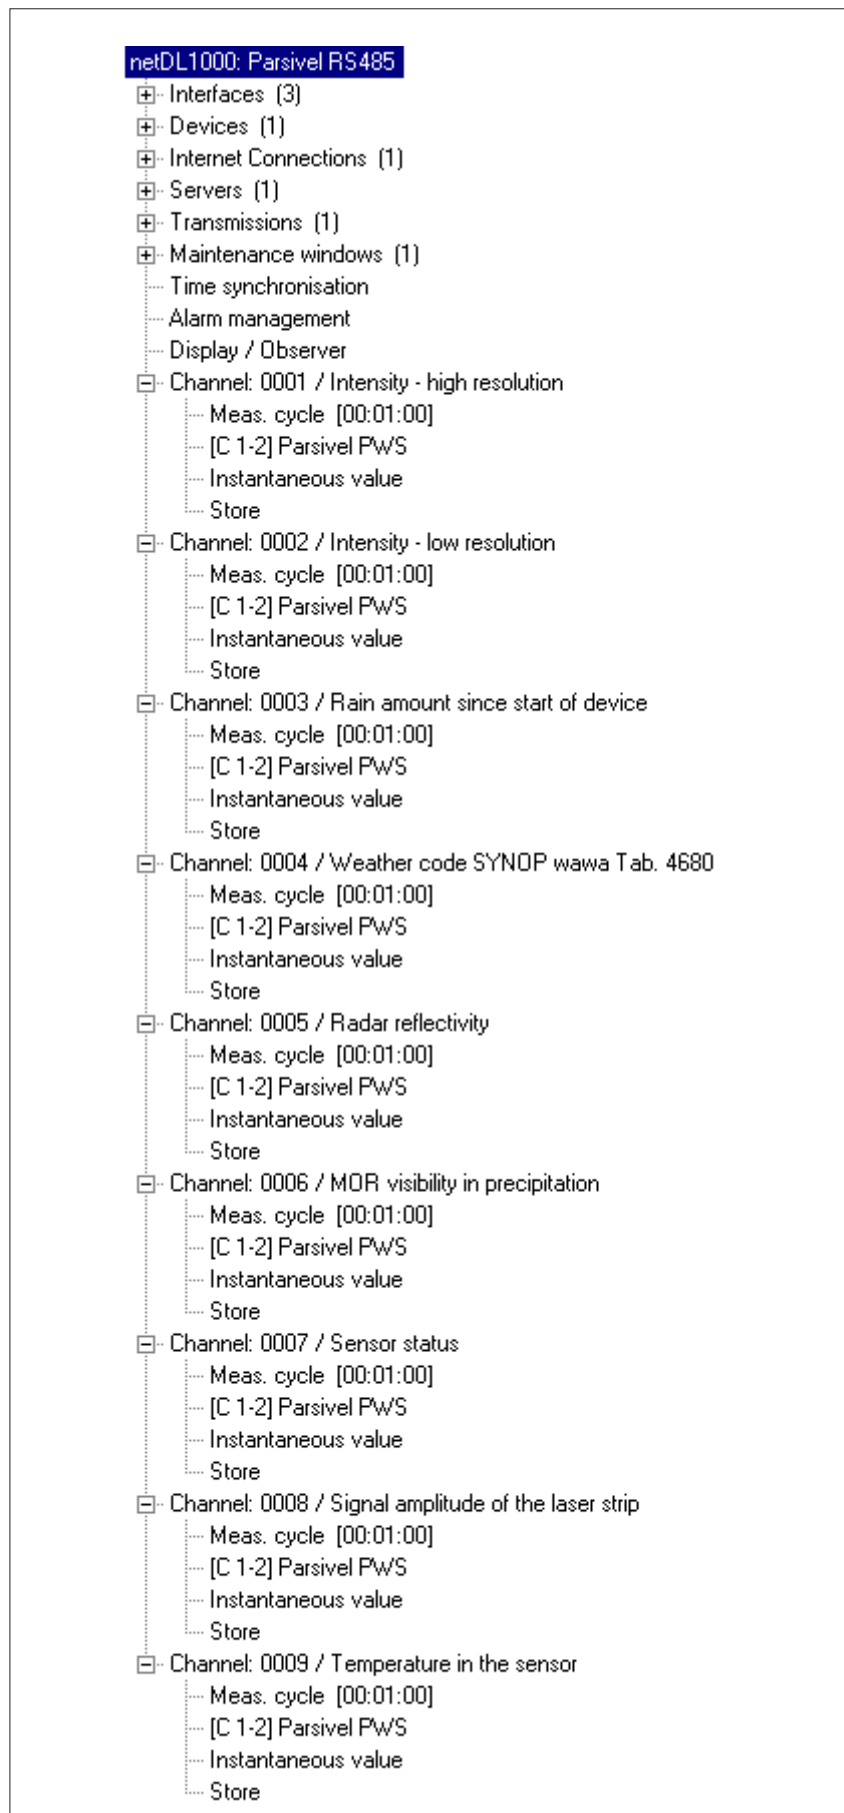 netDL1000: Parsivel RS485
Interfaces (3)
Devices (1)
Internet Connections (1)
Servers (1)
Transmissions (1)
Maintenance windows (1)
Time synchronisation
Alarm management
Display / Observer
Channel: 0001 / Intensity - high resolution
Meas. cycle [00:01:00]
[C 1-2] Parsivel PWS
Instantaneous value
Store
Channel: 0002 / Intensity - low resolution
Meas. cycle [00:01:00]
[C 1-2] Parsivel PWS
Instantaneous value
Store
Channel: 0003 / Rain amount since start of device
Meas. cycle [00:01:00]
[C 1-2] Parsivel PWS
Instantaneous value
Store
Channel: 0004 / Weather code SYNOP wawa Tab. 4680
Meas. cycle [00:01:00]
[C 1-2] Parsivel PWS
Instantaneous value
Store
Channel: 0005 / Radar reflectivity
Meas. cycle [00:01:00]
[C 1-2] Parsivel PWS
Instantaneous value
Store
Channel: 0006 / MOR visibility in precipitation
Meas. cycle [00:01:00]
[C 1-2] Parsivel PWS
Instantaneous value
Store
Channel: 0007 / Sensor status
Meas. cycle [00:01:00]
[C 1-2] Parsivel PWS
Instantaneous value
Store
Channel: 0008 / Signal amplitude of the laser strip
Meas. cycle [00:01:00]
[C 1-2] Parsivel PWS
Instantaneous value
Store
Channel: 0009 / Temperature in the sensor
Meas. cycle [00:01:00]
[C 1-2] Parsivel PWS
Instantaneous value
Store